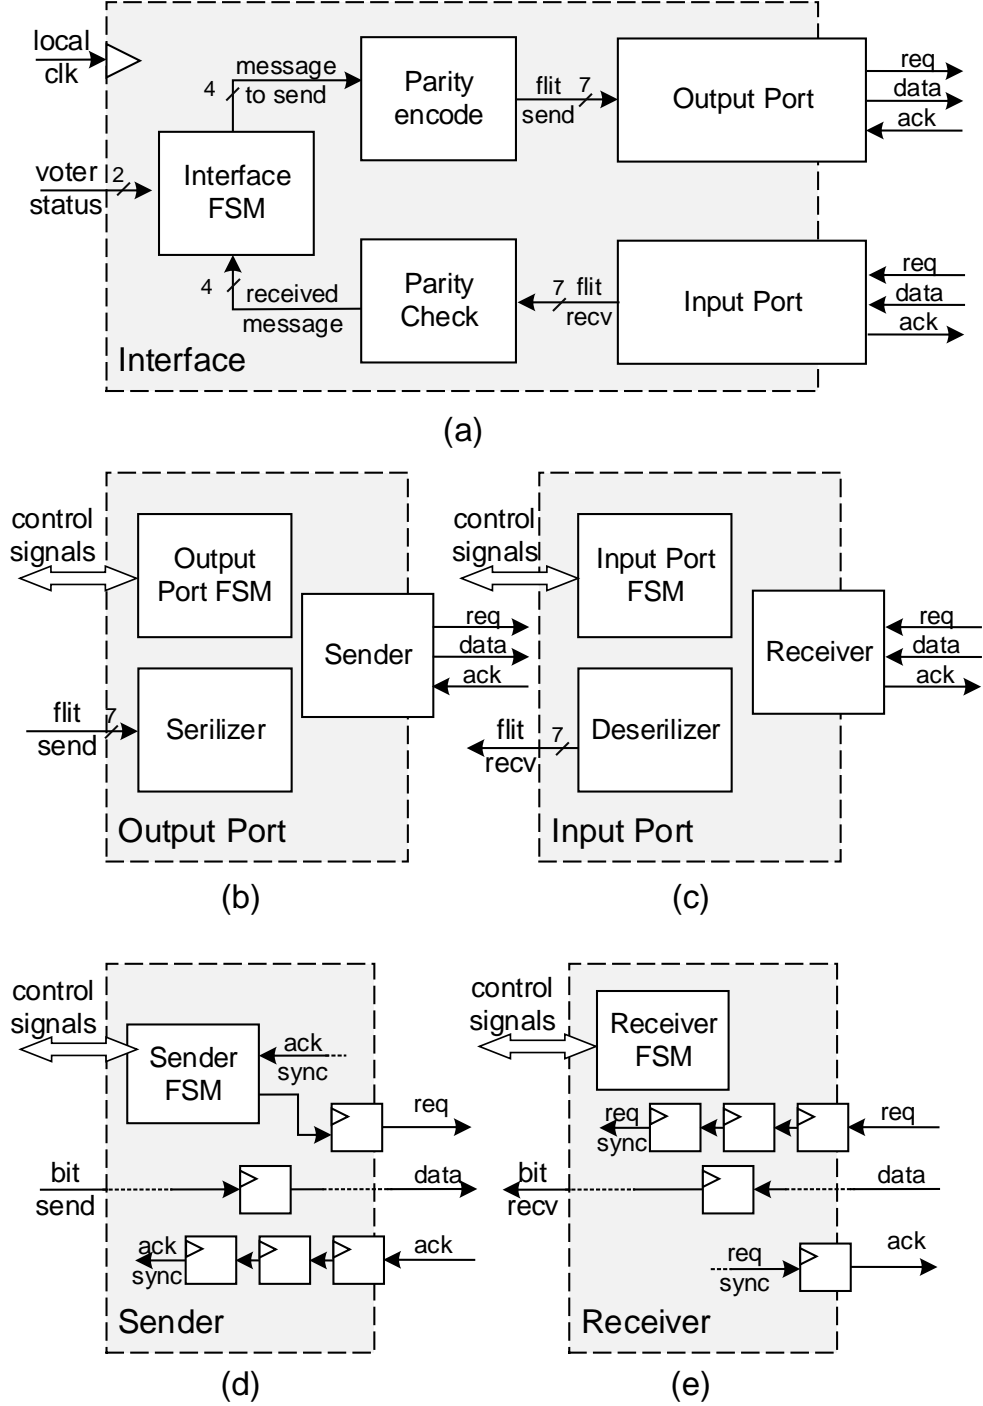 local
clk
voter
status
2
4
message
to send
Interface
FSM
Parity
encode
flit
send
7
Output Port
req
data
ack
4
received
message
Parity
Check
7
flit
recv
Input Port
req
data
ack
Interface
(a)
control
signals
Output
Port FSM
Sender
req
data
ack
flit
send
7
Serilizer
Output Port
(b)
control
signals
Input Port
FSM
Receiver
req
data
ack
flit
recv
7
Deserilizer
Input Port
(c)
control
signals
Sender
FSM
ack
sync
req
bit
send
data
ack
sync
ack
Sender
(d)
control
signals
Receiver
FSM
req
sync
req
bit
recv
data
req
sync
ack
Receiver
(e)